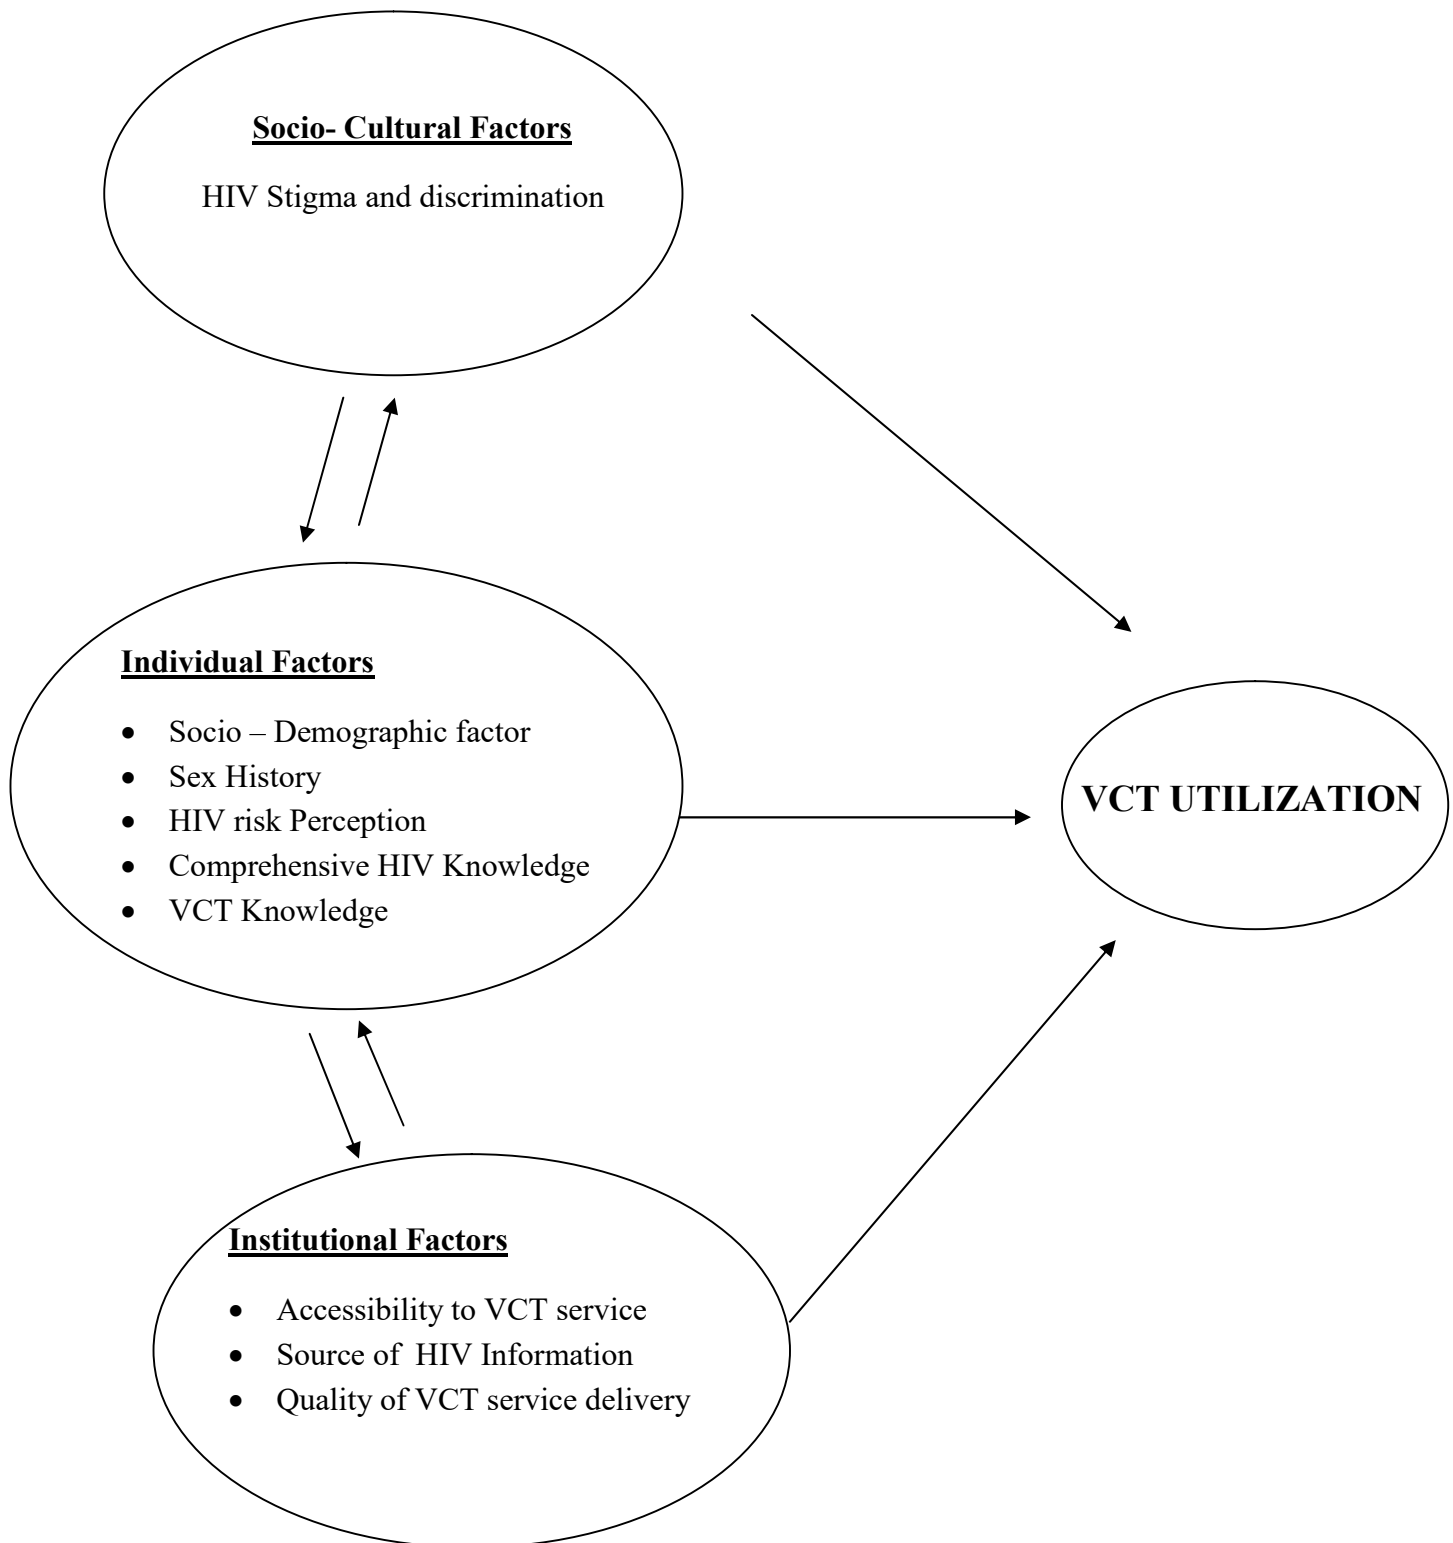 Socio- Cultural Factors
HIV Stigma and discrimination
Individual Factors
• Socio – Demographic factor
• Sex History
• HIV risk Perception
• Comprehensive HIV Knowledge
• VCT Knowledge
VCT UTILIZATION
Institutional Factors
• Accessibility to VCT service
• Source of HIV Information
• Quality of VCT service delivery